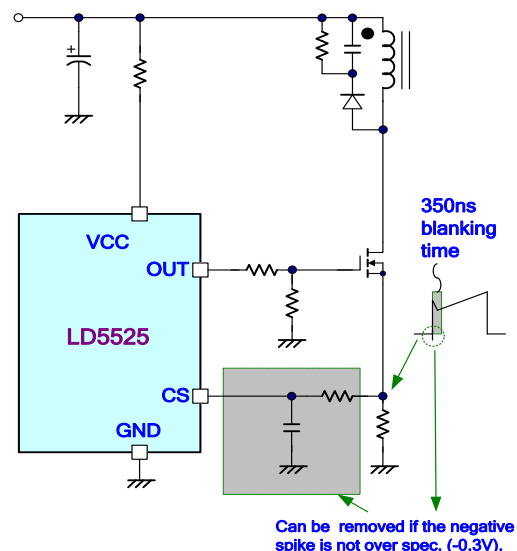 350ns
blanking
time
VCC
OUT
LD5525
CS
GND
+
Can be removed if the negative
spike is not over spec. (-0.3V).